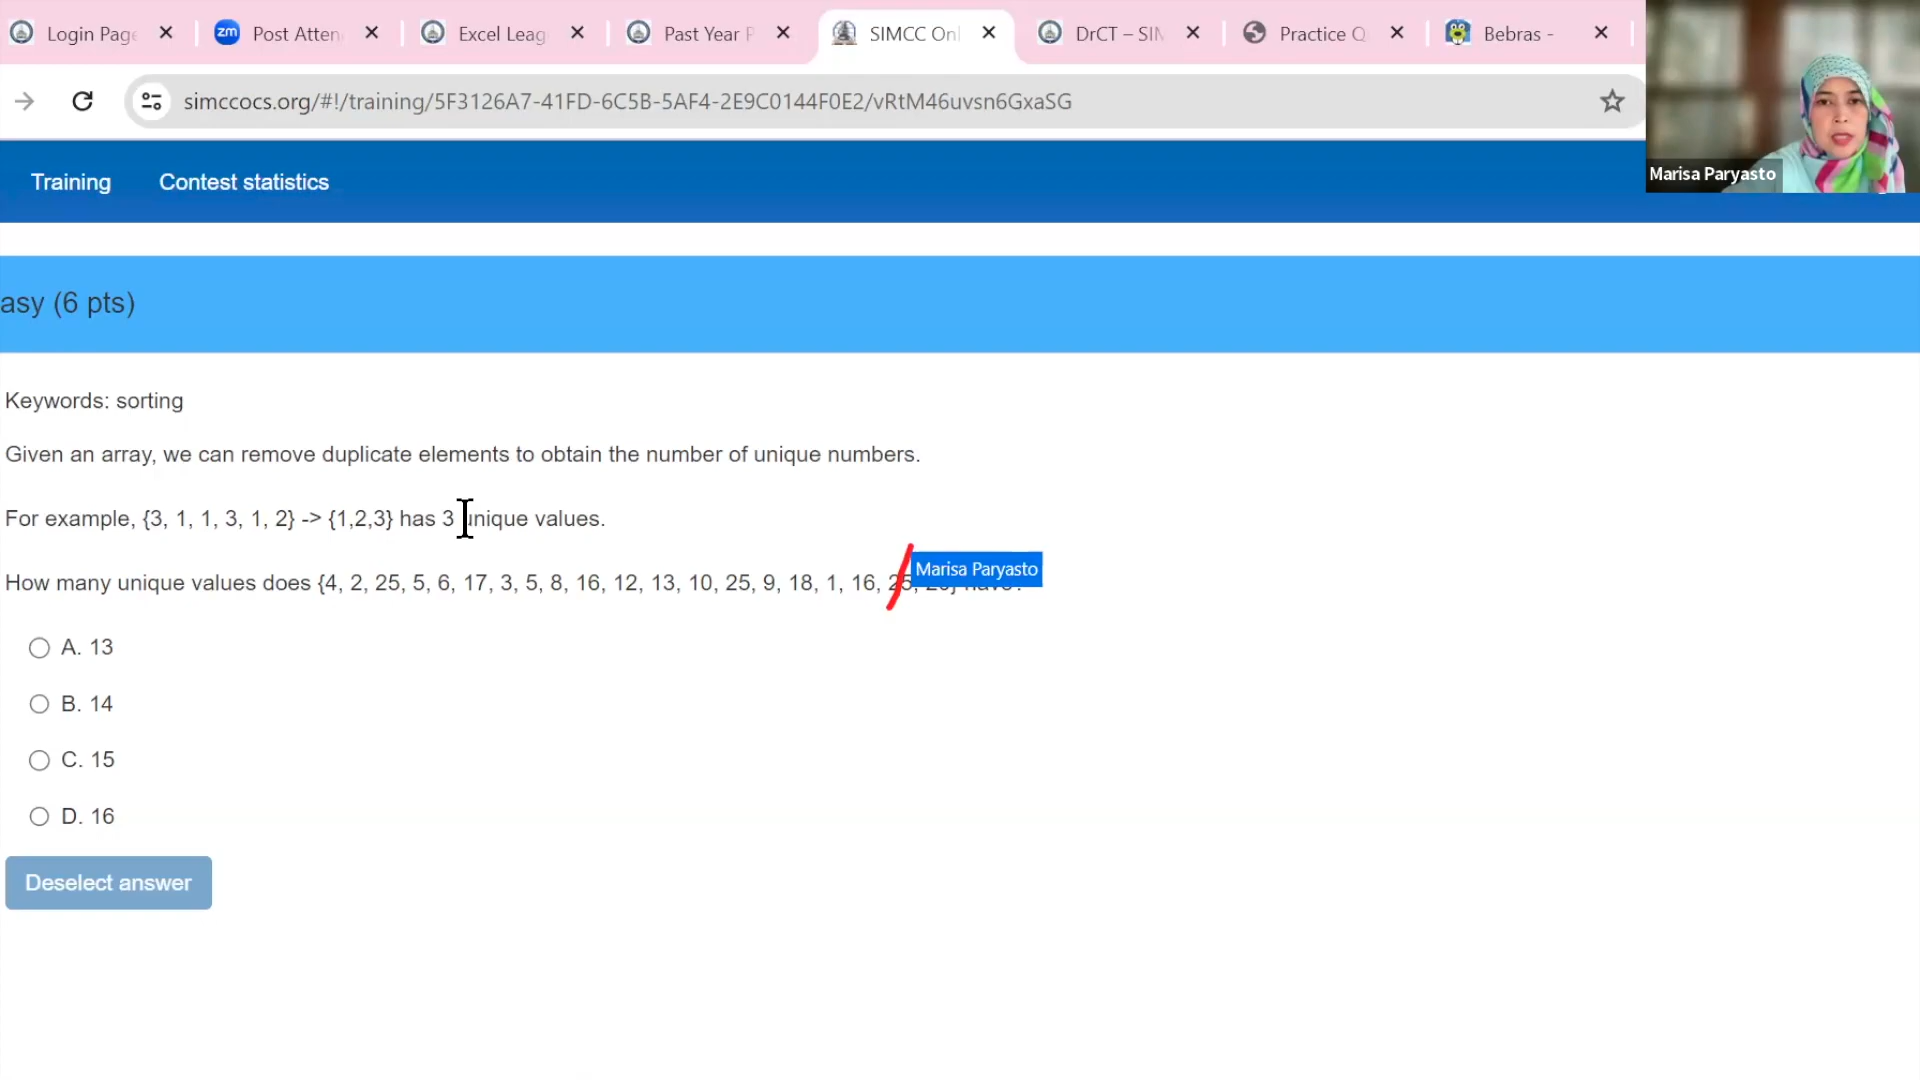 Login Page
zm Post Atten
Excel Leag
Past Year P
SIMCC Onl
DrCT – SIM
Practice Q
Bebras -
simccocs.org/#!/training/5F3126A7-41FD-6C5B-5AF4-2E9C0144F0E2/vRtM46uvsn6GxaSG
Marisa Paryasto
Training Contest statistics
asy (6 pts)
Keywords: sorting
Given an array, we can remove duplicate elements to obtain the number of unique numbers.
For example, {3, 1, 1, 3, 1, 2} -> {1,2,3} has 3 unique values.
How many unique values does {4, 2, 25, 5, 6, 17, 3, 5, 8, 16, 12, 13, 10, 25, 9, 18, 1, 16, 25,
Marisa Paryasto
A. 13
B. 14
C. 15
D. 16
Deselect answer